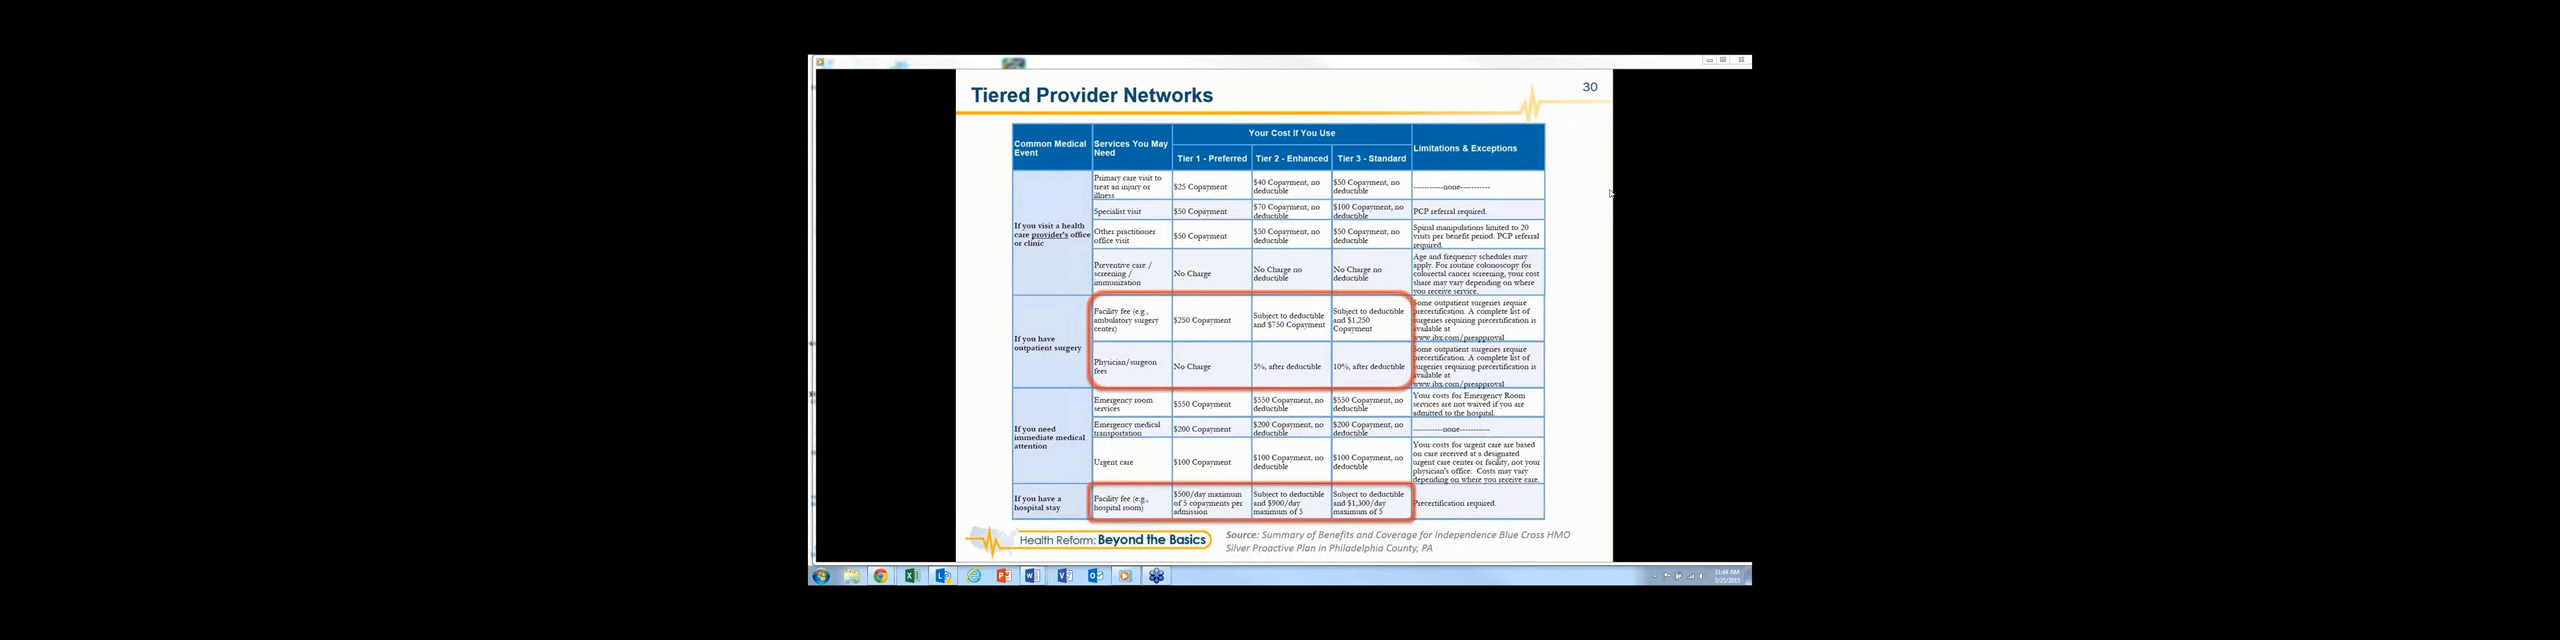 Tiered Provider Networks
30
Common Medical
Event
Services You May
Need
Your Cost If You Use
Tier 1 - Preferred
Tier 2 - Enhanced
Tier 3 - Standard
Limitations & Exceptions
If you visit a health
care provider's office
or clinic
Primary care visit to
treat an injury or
illness
$25 Copayment
$40 Copayment, no
deductible
$50 Copayment, no
deductible
-----------none-----------
Specialist visit
$50 Copayment
$70 Copayment, no
deductible
$100 Copayment, no
deductible
PCP referral required.
Other practitioner
office visit
$50 Copayment
$50 Copayment, no
deductible
$50 Copayment, no
deductible
Spinal manipulations limited to 20
visits per benefit period. PCP referral
required.
Preventive care /
screening /
immunization
No Charge
No Charge no
deductible
No Charge no
deductible
Age and frequency schedules may
apply. For routine colonoscopy for
colorectal cancer screening, your cost
share may vary depending on where
you receive service.
If you have
outpatient surgery
Facility fee (e.g.,
ambulatory surgery
center)
$250 Copayment
Subject to deductible
and $750 Copayment
Subject to deductible
and $1,250
Copayment
Some outpatient surgeries require
precertification. A complete list of
surgeries requiring precertification is
available at
www.ibx.com/preapproval
Physician/surgeon
fees
No Charge
5%, after deductible
10%, after deductible
Some outpatient surgeries require
precertification. A complete list of
surgeries requiring precertification is
available at
www.ibx.com/preapproval
If you need
immediate medical
attention
Emergency room
services
$550 Copayment
$550 Copayment, no
deductible
$550 Copayment, no
deductible
Your costs for Emergency Room
services are not waived if you are
admitted to the hospital.
Emergency medical
transportation
$200 Copayment
$200 Copayment, no
deductible
$200 Copayment, no
deductible
-----------none-----------
Urgent care
$100 Copayment
$100 Copayment, no
deductible
$100 Copayment, no
deductible
Your costs for urgent care are based
on care received at a designated
urgent care center or facility, not your
physician's office. Costs may vary
depending on where you receive care.
If you have a
hospital stay
Facility fee (e.g.,
hospital room)
$500/day maximum
of 5 copayments per
admission
Subject to deductible
and $900/day
maximum of 5
Subject to deductible
and $1,300/day
maximum of 5
Precertification required.
Health Reform: Beyond the Basics
Source: Summary of Benefits and Coverage for Independence Blue Cross HMO
Silver Proactive Plan in Philadelphia County, PA
11:44 AM
3/25/2015